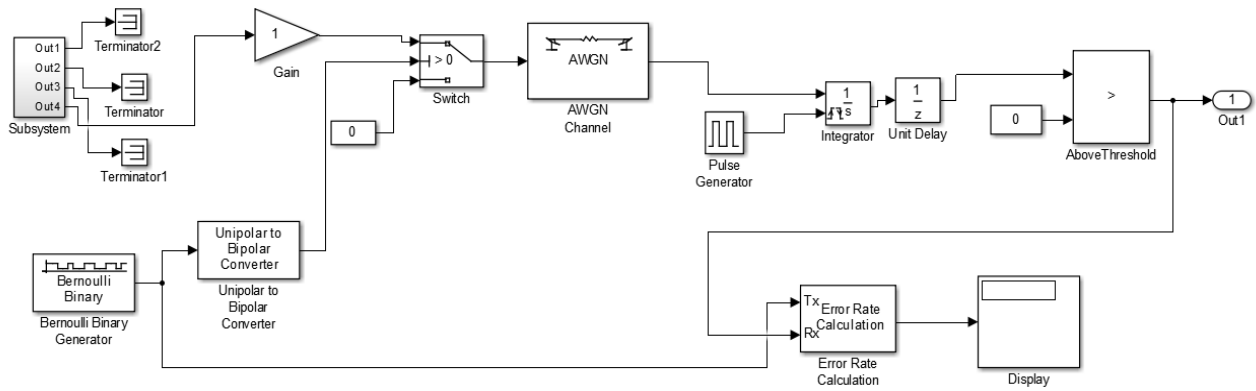 Out1
Out2
Out3
Out4
Subsystem
Terminator2
Terminator
Terminator1
1
Gain
> 0
Switch
0
AWGN
AWGN
Channel
Pulse
Generator
1
s
Integrator
1
z
Unit Delay
0
>
AboveThreshold
1
Out1
Bernoulli
Binary
Bernoulli Binary
Generator
Unipolar to
Bipolar
Converter
Unipolar to
Bipolar
Converter
Tx
Rx
Error Rate
Calculation
Error Rate
Calculation
Display